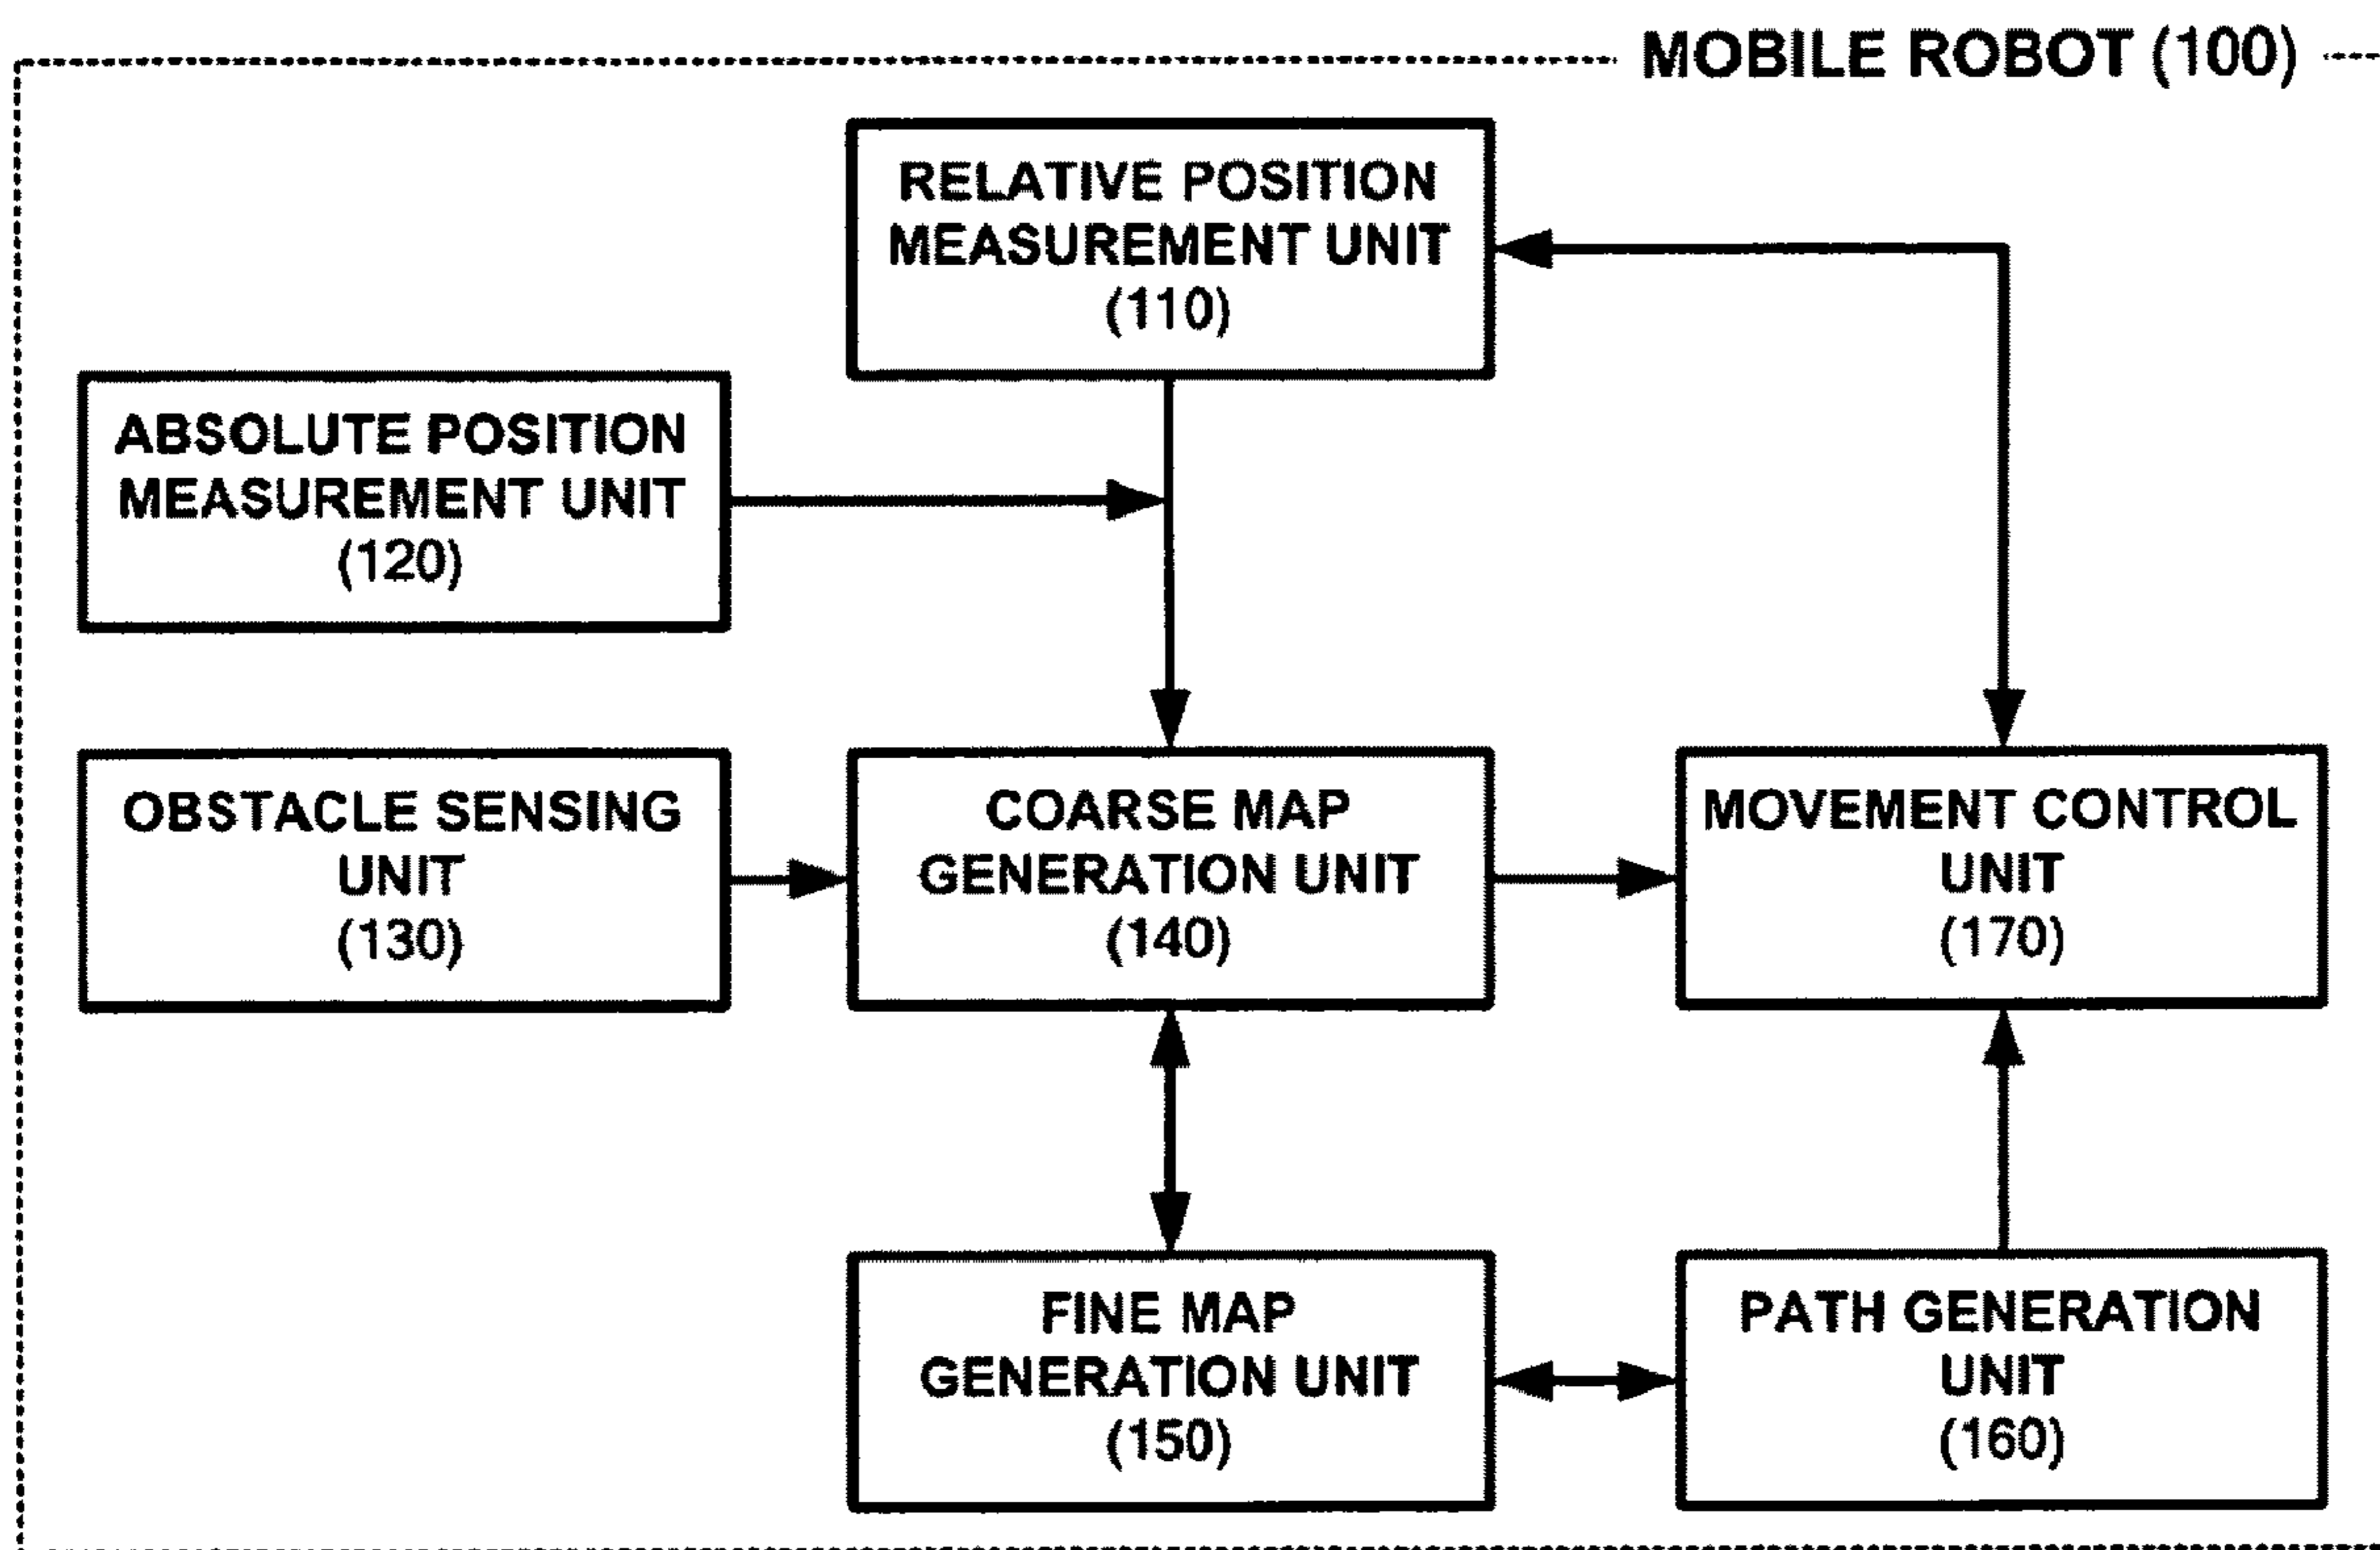 MOBILE ROBOT (100)
RELATIVE POSITION
MEASUREMENT UNIT
(110)
ABSOLUTE POSITION
MEASUREMENT UNIT
(120)
OBSTACLE SENSING
UNIT
(130)
COARSE MAP
GENERATION UNIT
(140)
MOVEMENT CONTROL
UNIT
(170)
FINE MAP
GENERATION UNIT
(150)
PATH GENERATION
UNIT
(160)